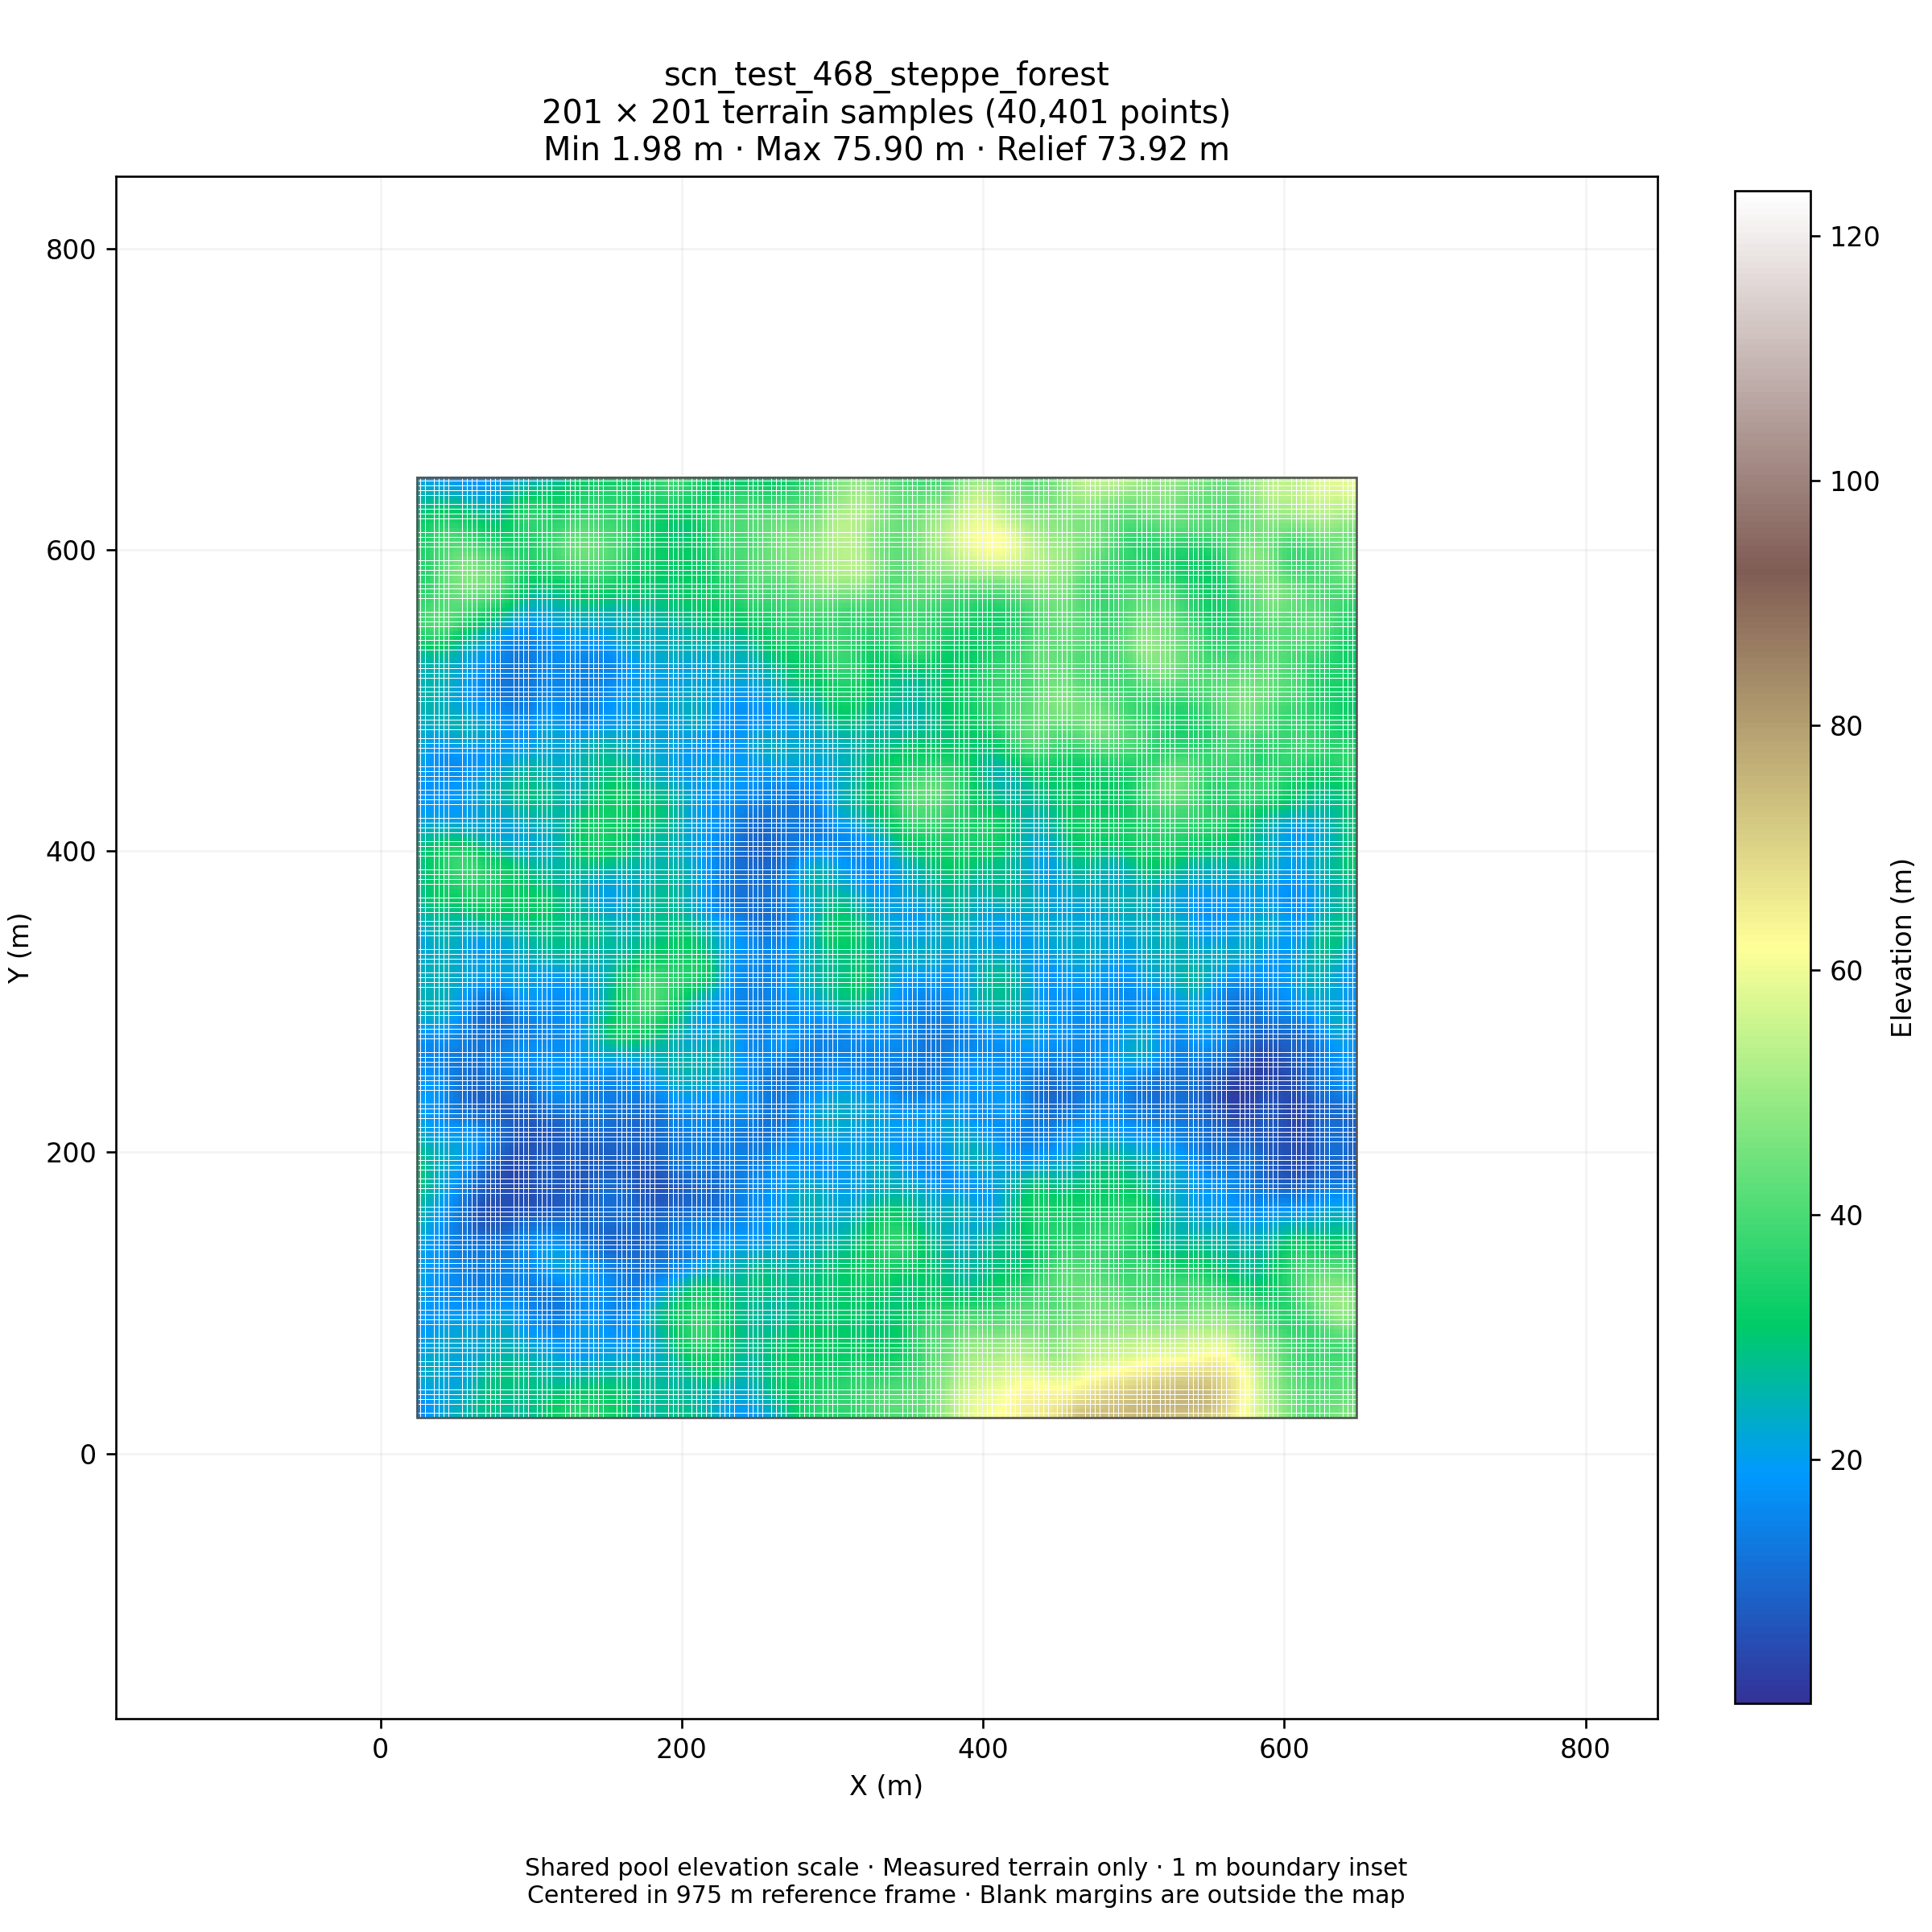 scn_test_468_steppe_forest
201 × 201 terrain samples (40,401 points)
Min 1.98 m · Max 75.90 m · Relief 73.92 m
800
600
400
200
0
Y (m)
0
200
400
600
800
X (m)
120
100
80
60
40
20
Elevation (m)
Shared pool elevation scale · Measured terrain only · 1 m boundary inset
Centered in 975 m reference frame · Blank margins are outside the map